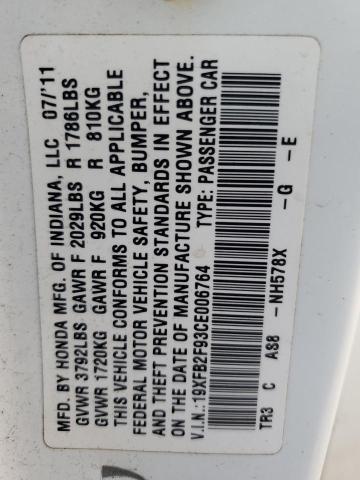 MFD. BY HONDA MFG. OF INDIANA, LLC 07/'11
GVWR 3792LBS GAWR F 2029LBS R 1786LBS
GVWR 1720KG GAWR F 920KG R 810KG
THIS VEHICLE CONFORMS TO ALL APPLICABLE
FEDERAL MOTOR VEHICLE SAFETY, BUMPER,
AND THEFT PREVENTION STANDARDS IN EFFECT
ON THE DATE OF MANUFACTURE SHOWN ABOVE.
V.I.N.: 19XFB2F93CE006764 TYPE: PASSENGER CAR
TR3 C AS8 -NH578X -G -E